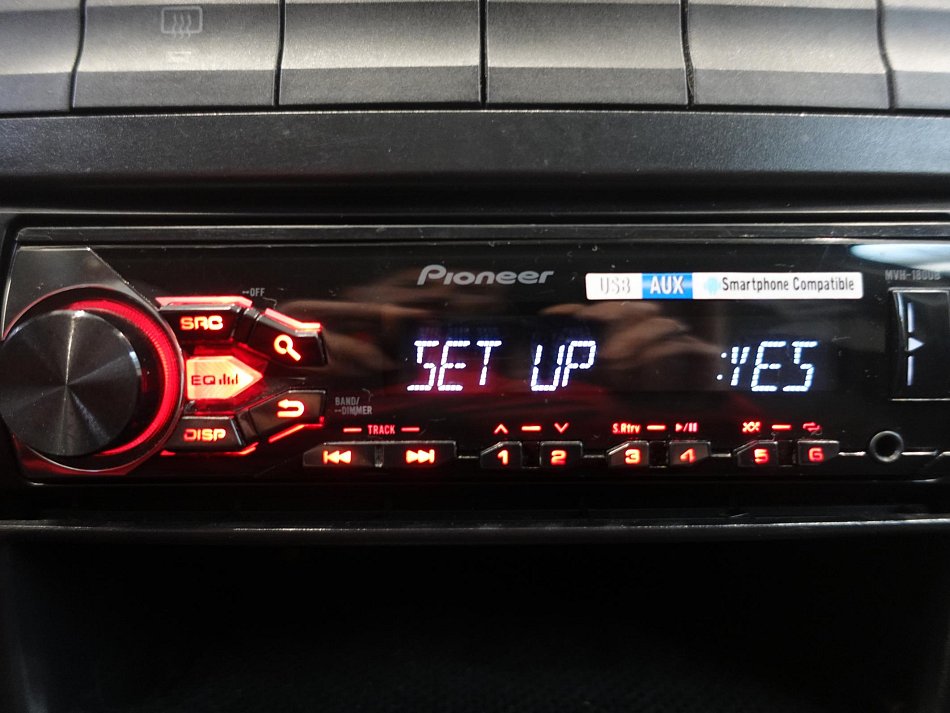 Pioneer
USB AUX Smartphone Compatible
OFF
SRC
EQ
DISP
BAND/
DIMMER
SET UP :YES
TRACK
S.Rtrv
1 2 3 4 5 6